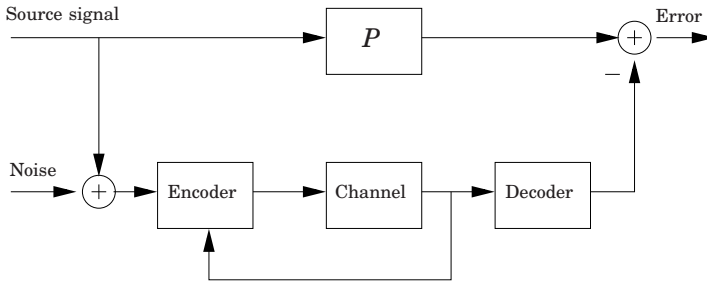 Source signal
Error
P
+
−
Noise
+
Encoder
Channel
Decoder